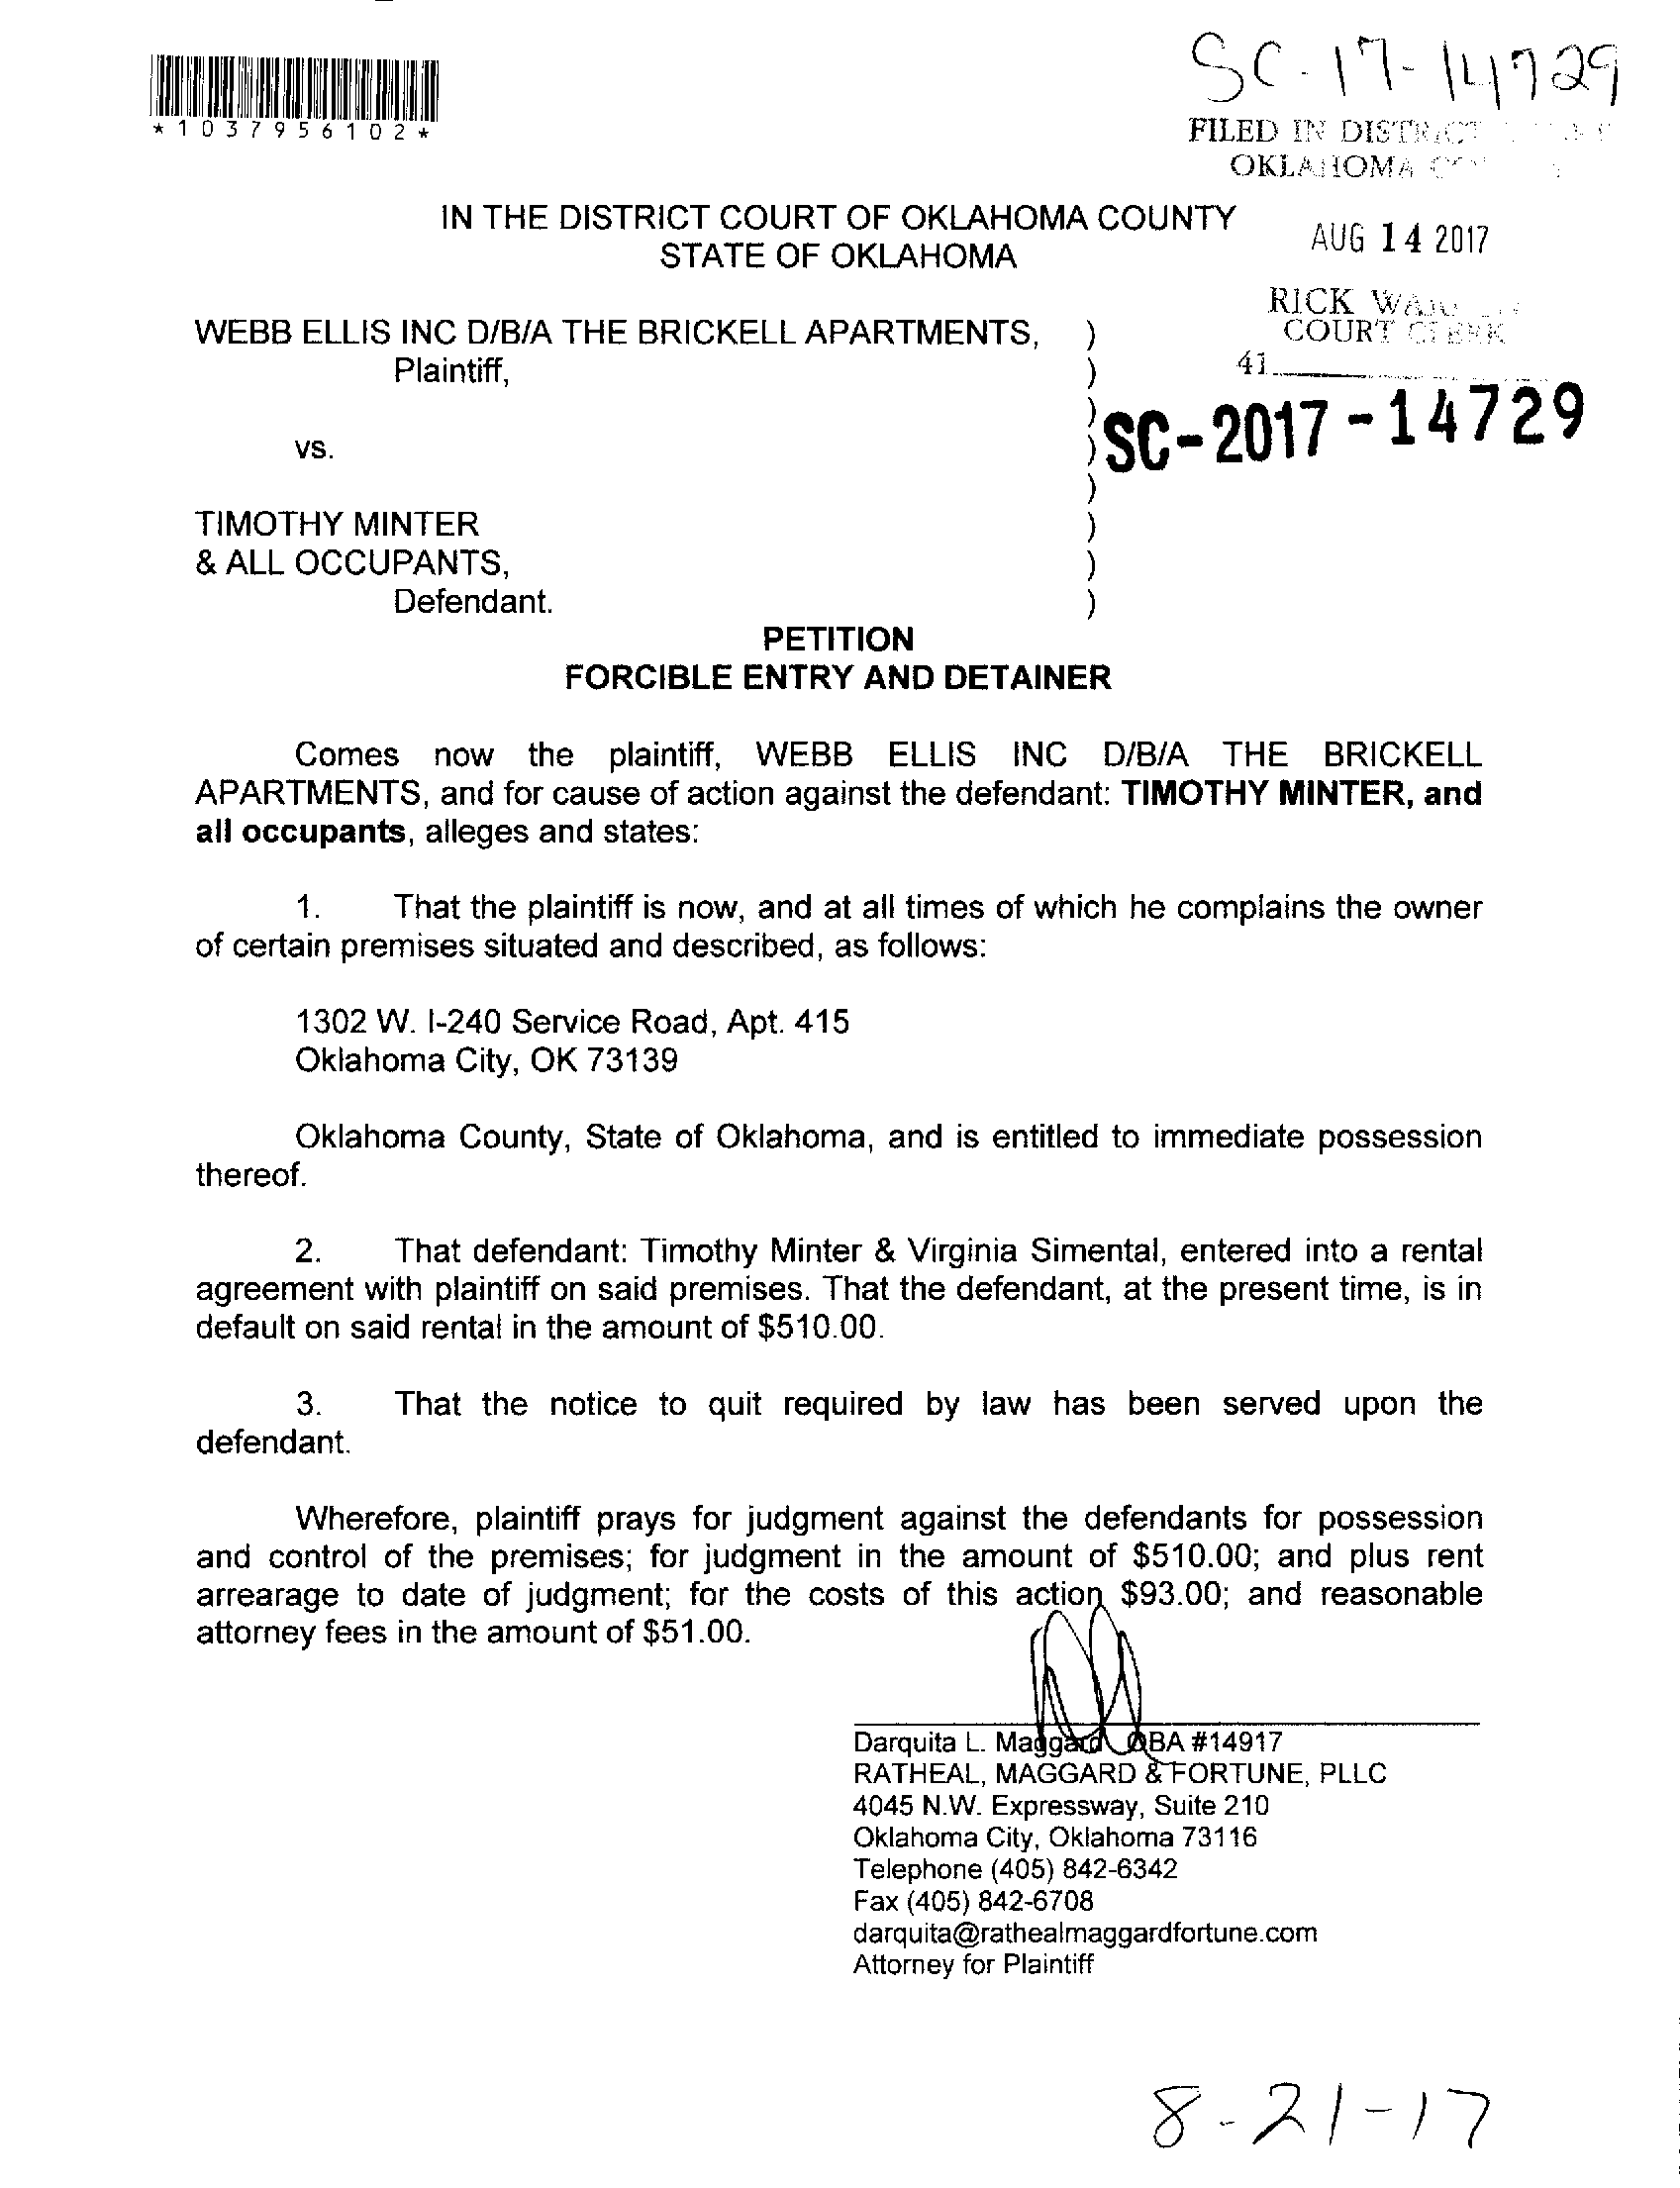 SC-17-14729
*1037956102*
FILED IN DISTRICT
OKLAHOMA
IN THE DISTRICT COURT OF OKLAHOMA COUNTY
STATE OF OKLAHOMA
AUG 14 2017
RICK
COURT CLERK
41
WEBB ELLIS INC D/B/A THE BRICKELL APARTMENTS, )
Plaintiff, )
)
vs. )
SC-2017-14729
)
TIMOTHY MINTER )
& ALL OCCUPANTS, )
Defendant. )
PETITION
FORCIBLE ENTRY AND DETAINER
Comes now the plaintiff, WEBB ELLIS INC D/B/A THE BRICKELL
APARTMENTS, and for cause of action against the defendant: TIMOTHY MINTER, and
all occupants, alleges and states:
1. That the plaintiff is now, and at all times of which he complains the owner
of certain premises situated and described, as follows:
1302 W. I-240 Service Road, Apt. 415
Oklahoma City, OK 73139
Oklahoma County, State of Oklahoma, and is entitled to immediate possession
thereof.
2. That defendant: Timothy Minter & Virginia Simental, entered into a rental
agreement with plaintiff on said premises. That the defendant, at the present time, is in
default on said rental in the amount of $510.00.
3. That the notice to quit required by law has been served upon the
defendant.
Wherefore, plaintiff prays for judgment against the defendants for possession
and control of the premises; for judgment in the amount of $510.00; and plus rent
arrearage to date of judgment; for the costs of this action $93.00; and reasonable
attorney fees in the amount of $51.00.
Darquita L. Maggard OBA #14917
RATHEAL, MAGGARD & FORTUNE, PLLC
4045 N.W. Expressway, Suite 210
Oklahoma City, Oklahoma 73116
Telephone (405) 842-6342
Fax (405) 842-6708
darquita@rathealmaggardfortune.com
Attorney for Plaintiff
8-21-17